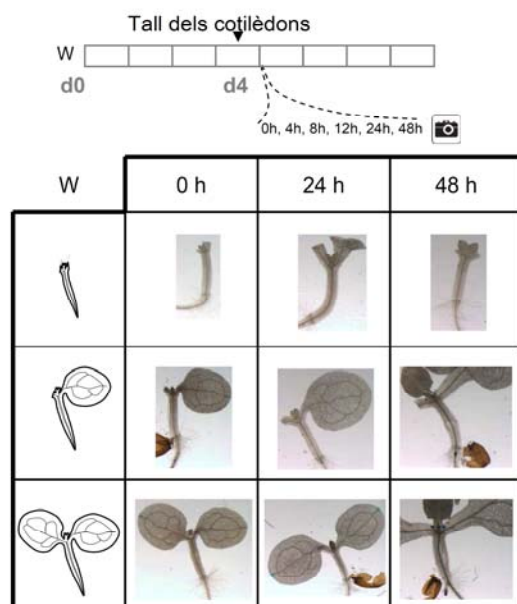 Tall dels cotilèdons
W
d0 d4
0h, 4h, 8h, 12h, 24h, 48h
W 0 h 24 h 48 h